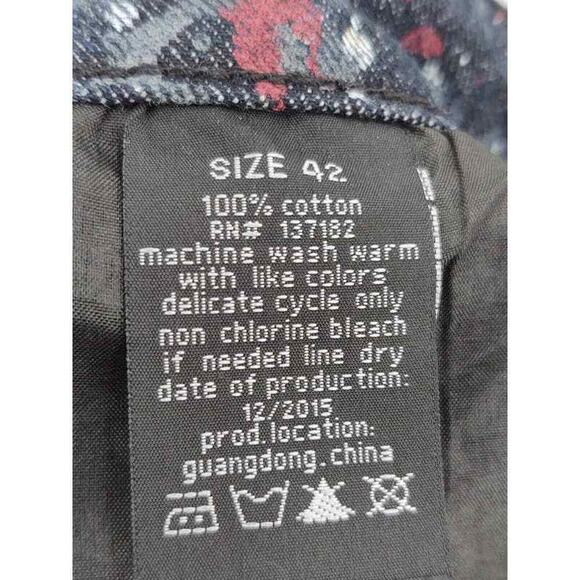 SIZE 42
100% cotton
RN# 137182
machine wash warm
with like colors
delicate cycle only
non chlorine bleach
if needed line dry
date of production:
12/2015
prod.location:
guangdong.china